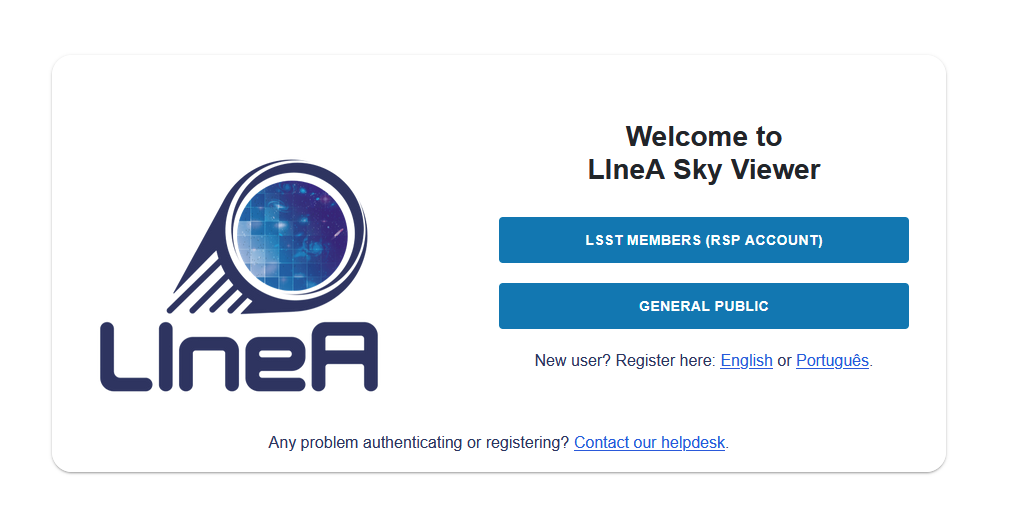 Welcome to
LIneA Sky Viewer
LSST MEMBERS (RSP ACCOUNT)
GENERAL PUBLIC
New user? Register here: English or Português.
LIneA
Any problem authenticating or registering? Contact our helpdesk.